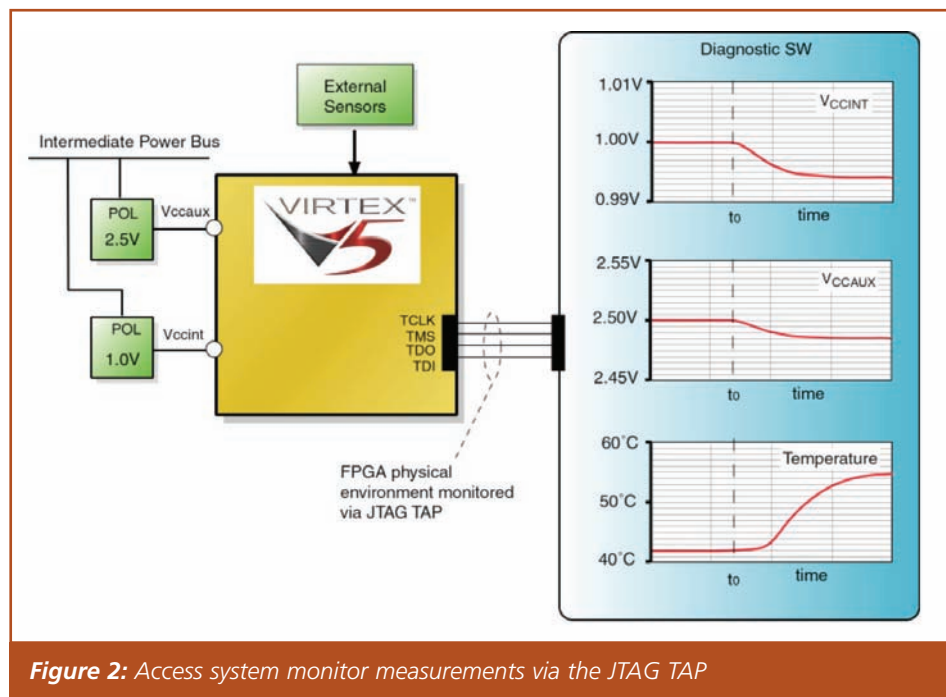 Diagnostic SW
External
Sensors
Intermediate Power Bus
POL
2.5V
Vccaux
POL
1.0V
Vccint
VIRTEX™
5
TCLK
TMS
TDO
TDI
FPGA physical
environment monitored
via JTAG TAP
1.01V
1.00V
0.99V
VCCINT
to
time
2.55V
2.50V
2.45V
VCCAUX
to
time
60˚C
50˚C
40˚C
Temperature
to
time
Figure 2: Access system monitor measurements via the JTAG TAP